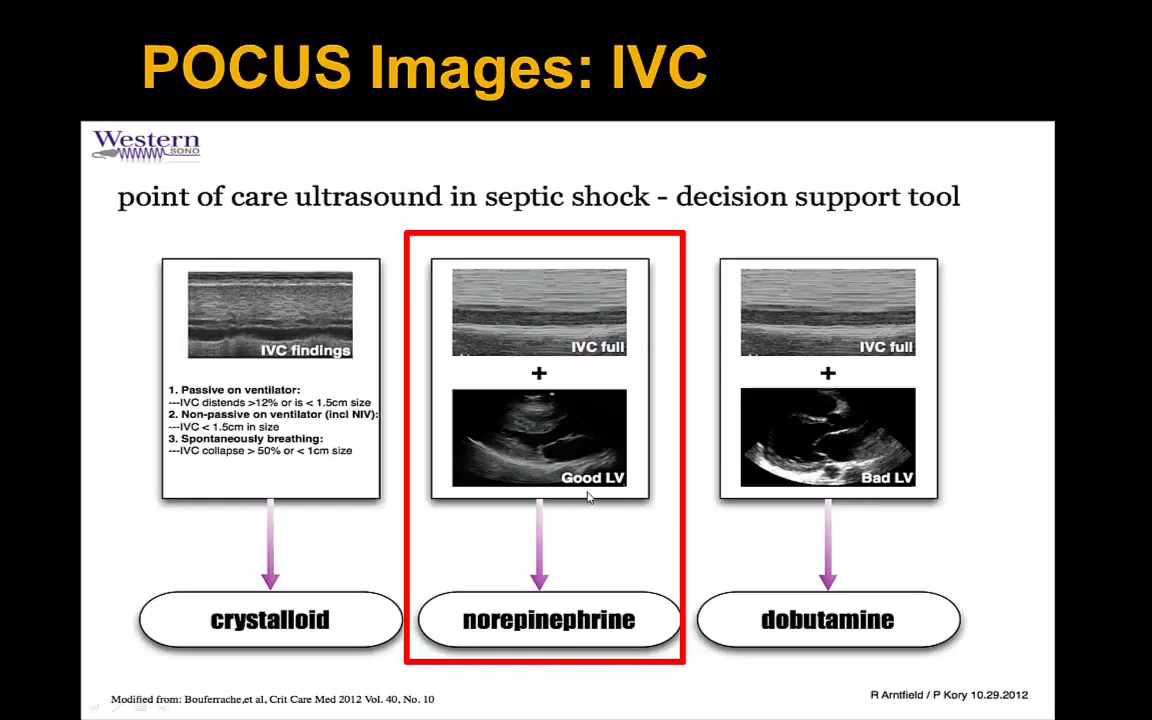 POCUS Images: IVC
Western
SONO
point of care ultrasound in septic shock - decision support tool
IVC findings
1. Passive on ventilator:
---IVC distends >12% or is < 1.5cm size
2. Non-passive on ventilator (incl NIV):
---IVC < 1.5cm in size
3. Spontaneously breathing:
---IVC collapse > 50% or < 1cm size
crystalloid
IVC full
+
Good LV
norepinephrine
IVC full
+
Bad LV
dobutamine
Modified from: Bouferrache,et al, Crit Care Med 2012 Vol. 40, No. 10
R Arntfield / P Kory 10.29.2012